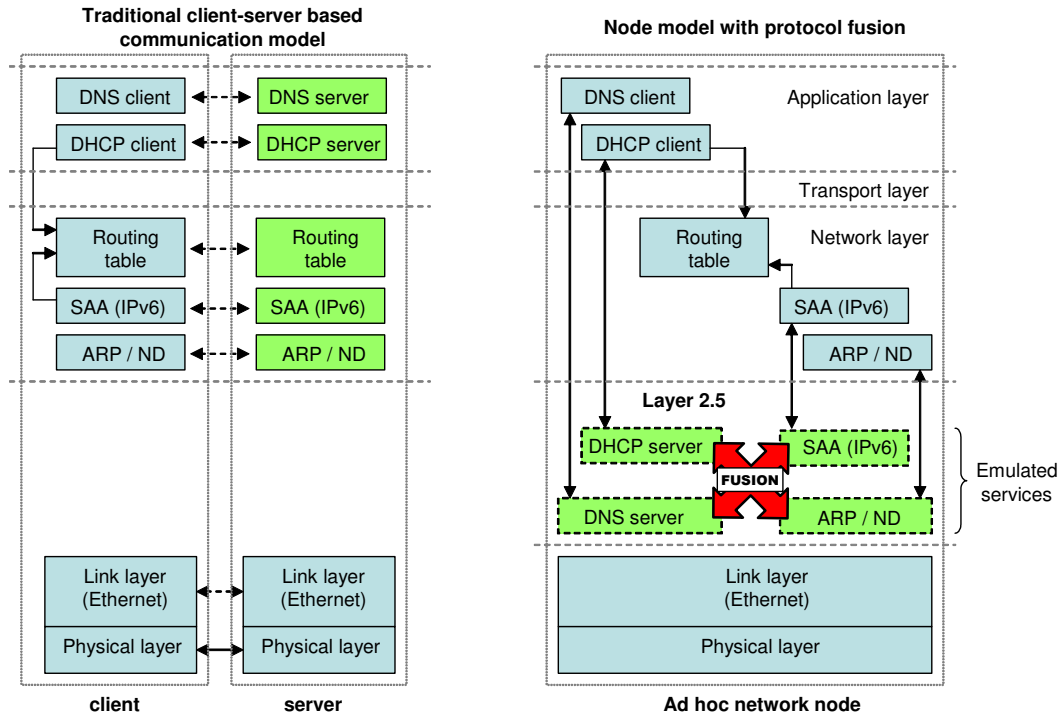 Traditional client-server based
communication model
DNS client
DNS server
DHCP client
DHCP server
Routing
table
Routing
table
SAA (IPv6)
SAA (IPv6)
ARP / ND
ARP / ND
Link layer
(Ethernet)
Link layer
(Ethernet)
Physical layer
Physical layer
client
server
Node model with protocol fusion
DNS client
Application layer
DHCP client
Transport layer
Routing
table
Network layer
SAA (IPv6)
ARP / ND
Layer 2.5
DHCP server
SAA (IPv6)
FUSION
Emulated
services
DNS server
ARP / ND
Link layer
(Ethernet)
Physical layer
Ad hoc network node